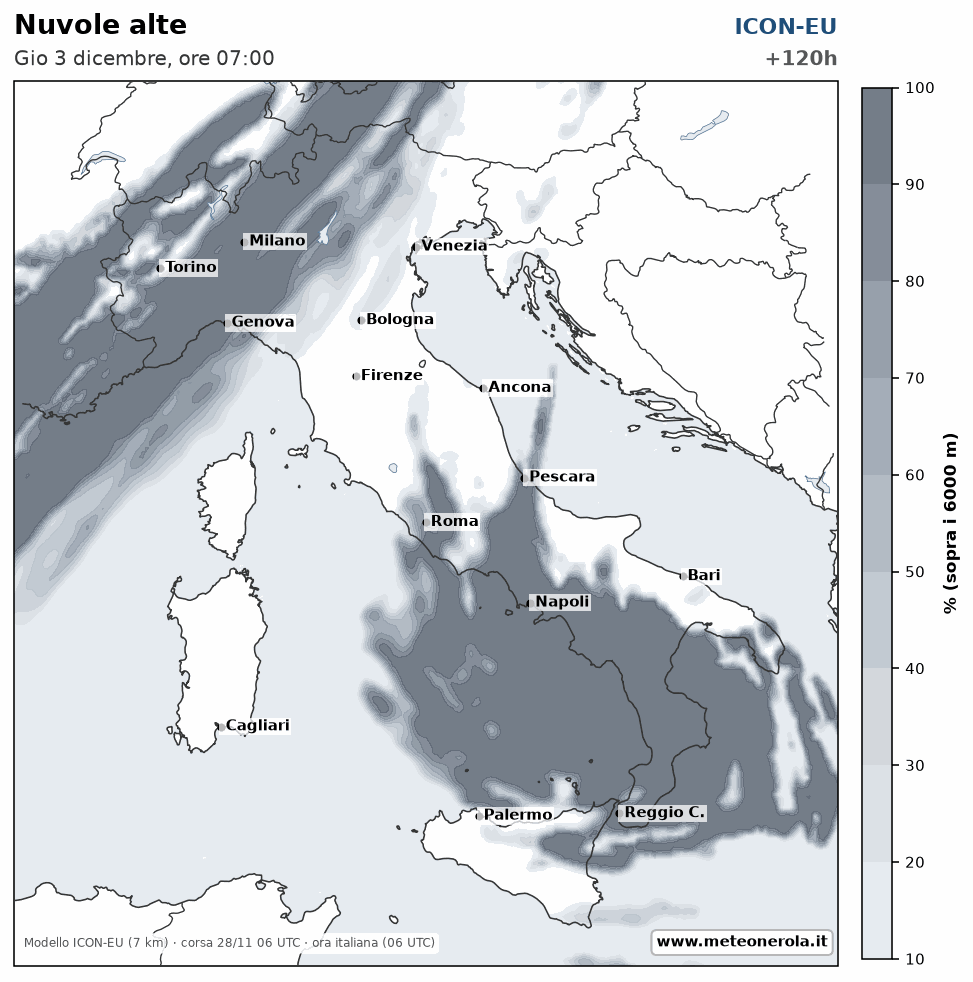 Nuvole alte
ICON-EU
Gio 3 dicembre, ore 07:00
+120h
100
90
80
70
60
50
40
30
20
10
% (sopra i 6000 m)
Milano
Venezia
Torino
Genova
Bologna
Firenze
Ancona
Pescara
Roma
Bari
Napoli
Cagliari
Palermo
Reggio C.
Modello ICON-EU (7 km) · corsa 28/11 06 UTC · ora italiana (06 UTC)
www.meteonerola.it